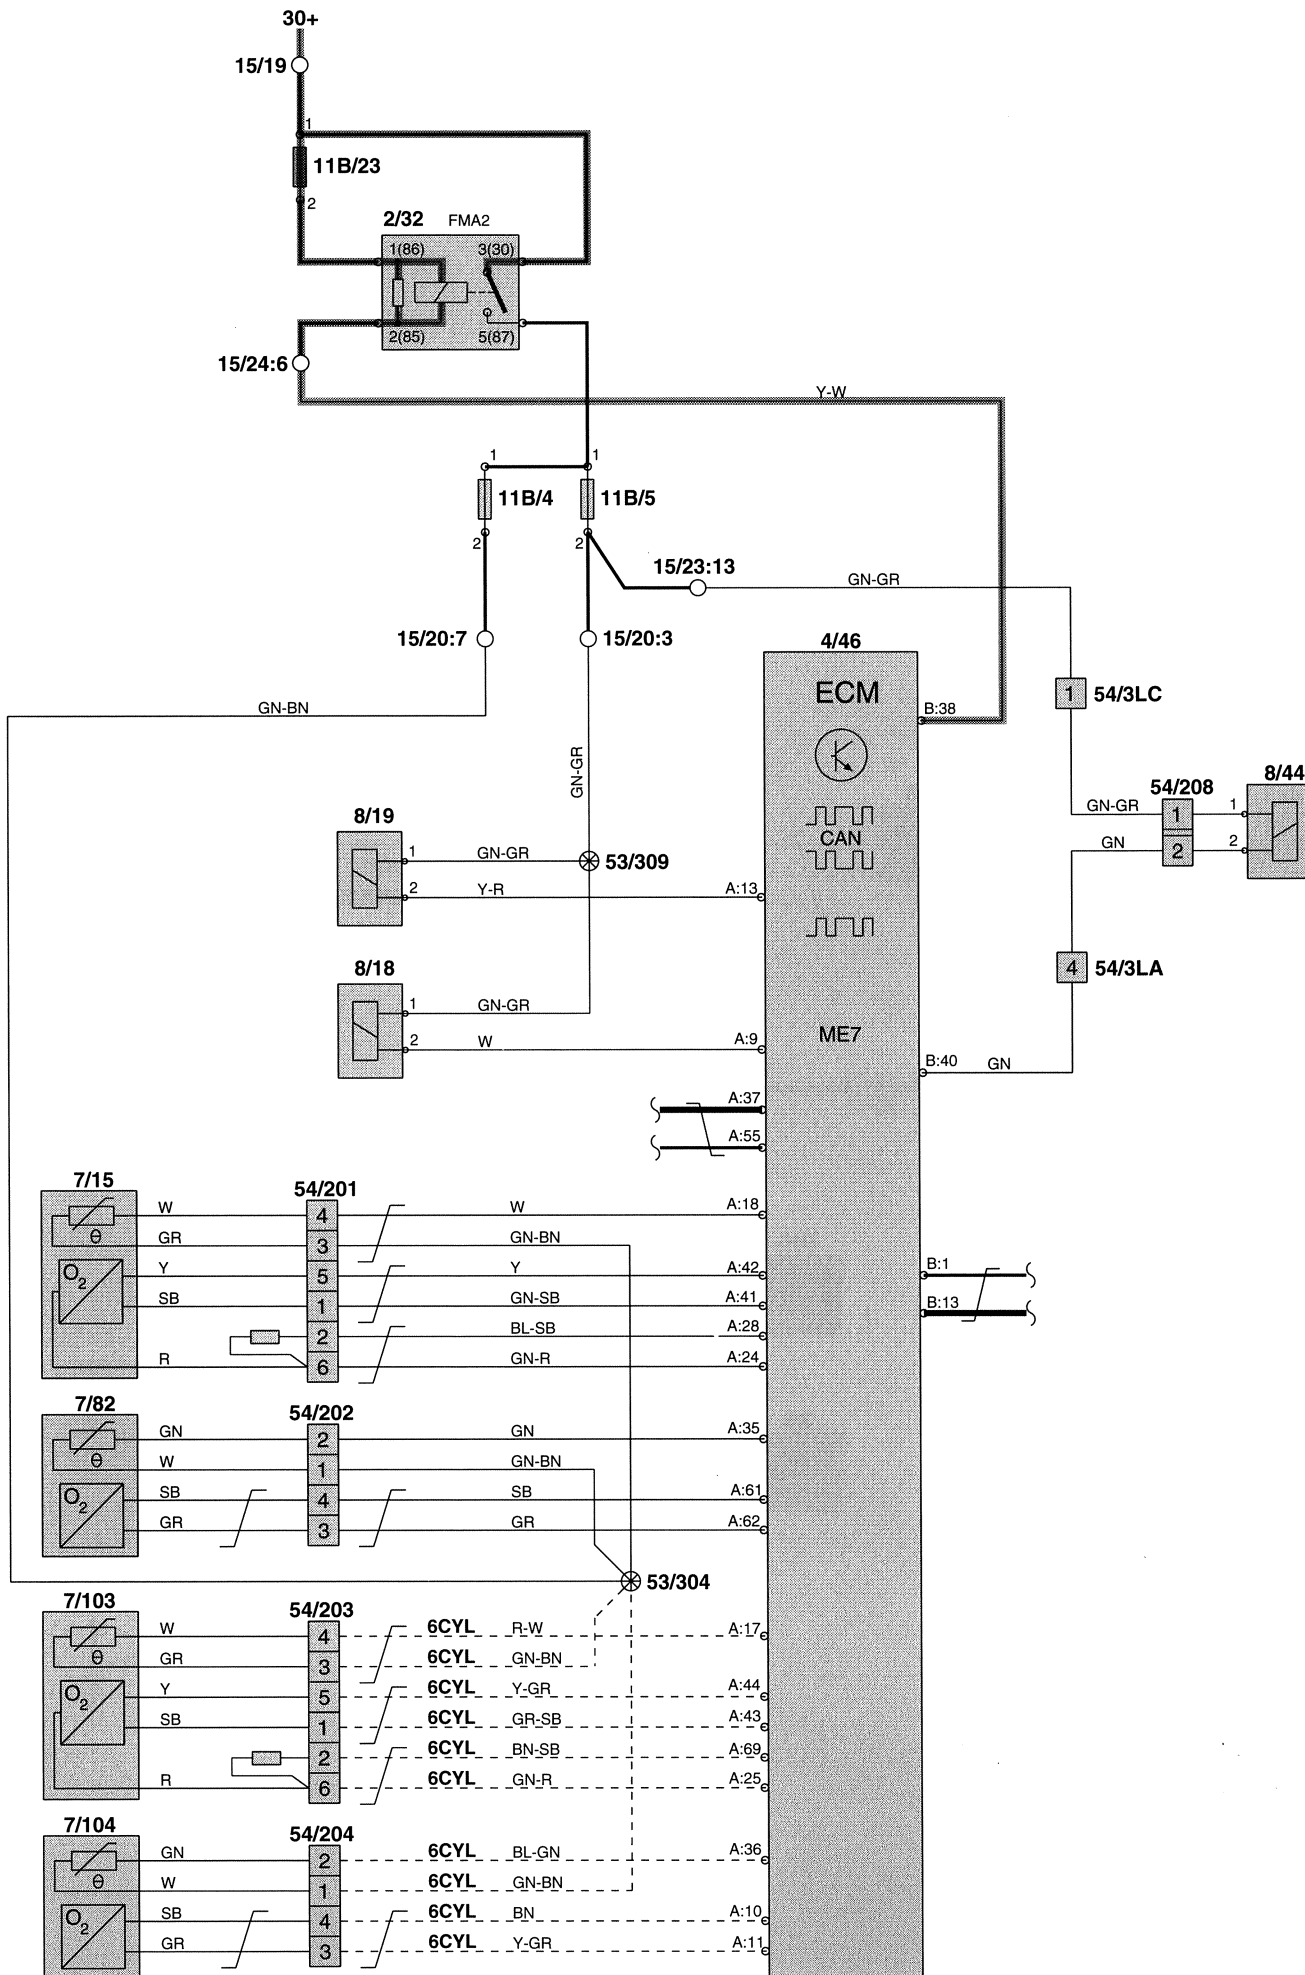 30+
15/19
1
11B/23
2
2/32 FMA2
1(86) 3(30)
2(85) 5(87)
15/24:6
Y-W
1 1
11B/4 11B/5
2 2
15/23:13 GN-GR
15/20:7 15/20:3
4/46
ECM
1 54/3LC
B:38
GN-BN
GN-GR
8/44
54/208
GN-GR 1 1
GN 2 2
8/19
CAN
1 GN-GR 53/309
2 Y-R A:13
54/3LA
4
8/18
1 GN-GR
2 W A:9
ME7
B:40 GN
A:37
A:55
7/15 54/201
W 4 W A:18
θ GR 3 GN-BN
O2 Y 5 Y A:42
B:1
SB 1 GN-SB A:41
B:13
2 BL-SB A:28
R 6 GN-R A:24
7/82 54/202
GN 2 GN A:35
θ W 1 GN-BN
O2 SB 4 SB A:61
GR 3 GR A:62
53/304
7/103 54/203
W 4 6CYL R-W A:17
θ GR 3 6CYL GN-BN
O2 Y 5 6CYL Y-GR A:44
SB 1 6CYL GR-SB A:43
2 6CYL BN-SB A:69
R 6 6CYL GN-R A:25
7/104 54/204
GN 2 6CYL BL-GN A:36
θ W 1 6CYL GN-BN
O2 SB 4 6CYL BN A:10
GR 3 6CYL Y-GR A:11